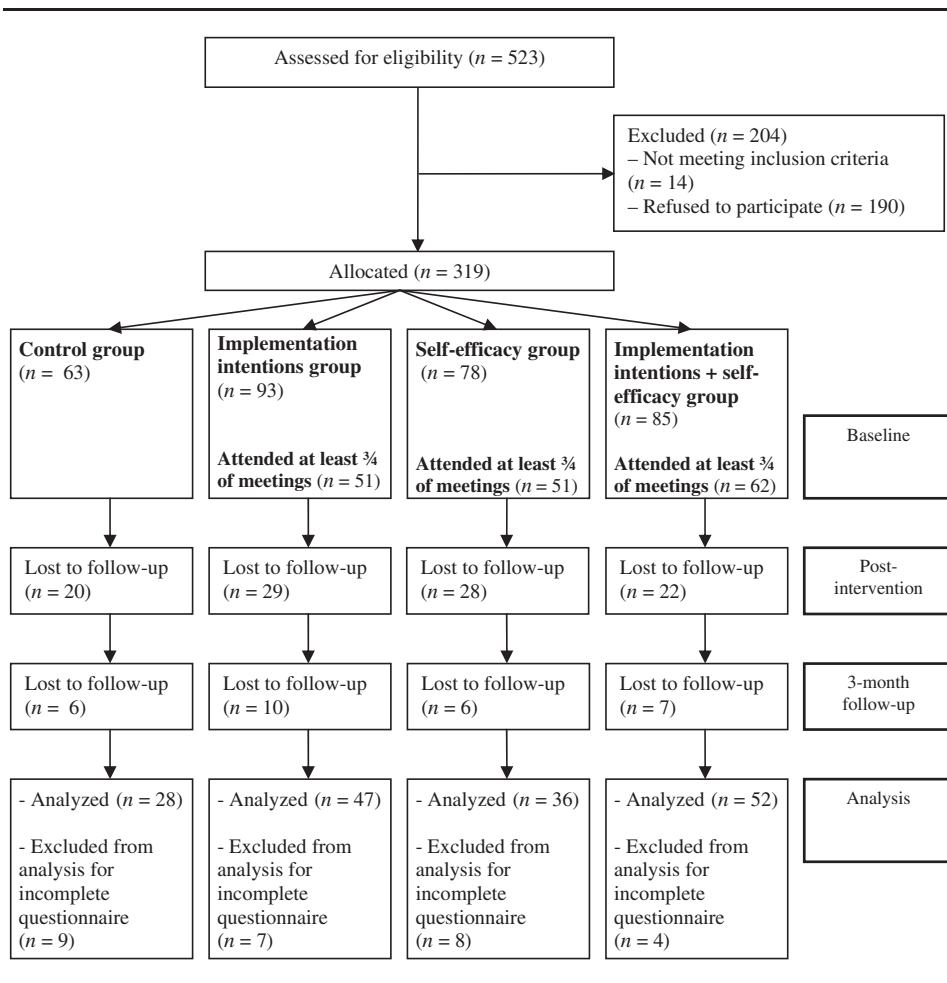 Assessed for eligibility (n = 523)
Excluded (n = 204)
– Not meeting inclusion criteria
(n = 14)
– Refused to participate (n = 190)
Allocated (n = 319)
Control group
(n = 63)
Implementation
intentions group
(n = 93)
Attended at least ¾
of meetings (n = 51)
Self-efficacy group
(n = 78)
Attended at least ¾
of meetings (n = 51)
Implementation
intentions + self-
efficacy group
(n = 85)
Attended at least ¾
of meetings (n = 62)
Baseline
Lost to follow-up
(n = 20)
Lost to follow-up
(n = 29)
Lost to follow-up
(n = 28)
Lost to follow-up
(n = 22)
Post-
intervention
Lost to follow-up
(n = 6)
Lost to follow-up
(n = 10)
Lost to follow-up
(n = 6)
Lost to follow-up
(n = 7)
3-month
follow-up
- Analyzed (n = 28)
- Excluded from
analysis for
incomplete
questionnaire
(n = 9)
- Analyzed (n = 47)
- Excluded from
analysis for
incomplete
questionnaire
(n = 7)
- Analyzed (n = 36)
- Excluded from
analysis for
incomplete
questionnaire
(n = 8)
- Analyzed (n = 52)
- Excluded from
analysis for
incomplete
questionnaire
(n = 4)
Analysis